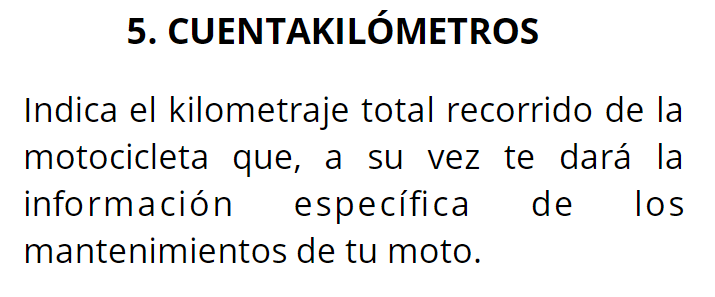 5. CUENTAKILÓMETROS
Indica el kilometraje total recorrido de la
motocicleta que, a su vez te dará la
información específica de los
mantenimientos de tu moto.